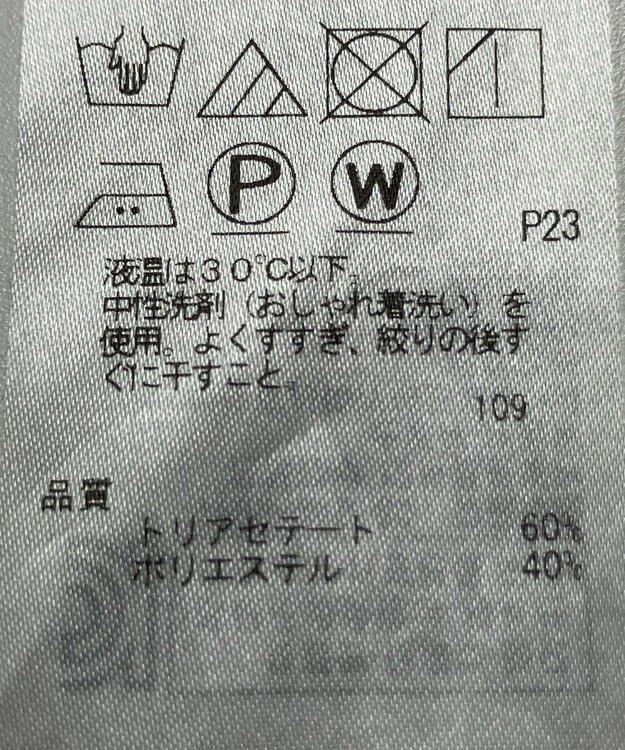 P W
P23
液温は30℃以下。
中性洗剤（おしゃれ着洗い）を
使用。よくすすぎ、絞りの後す
ぐに干すこと。
109
品質
トリアセテート 60%
ポリエステル 40%